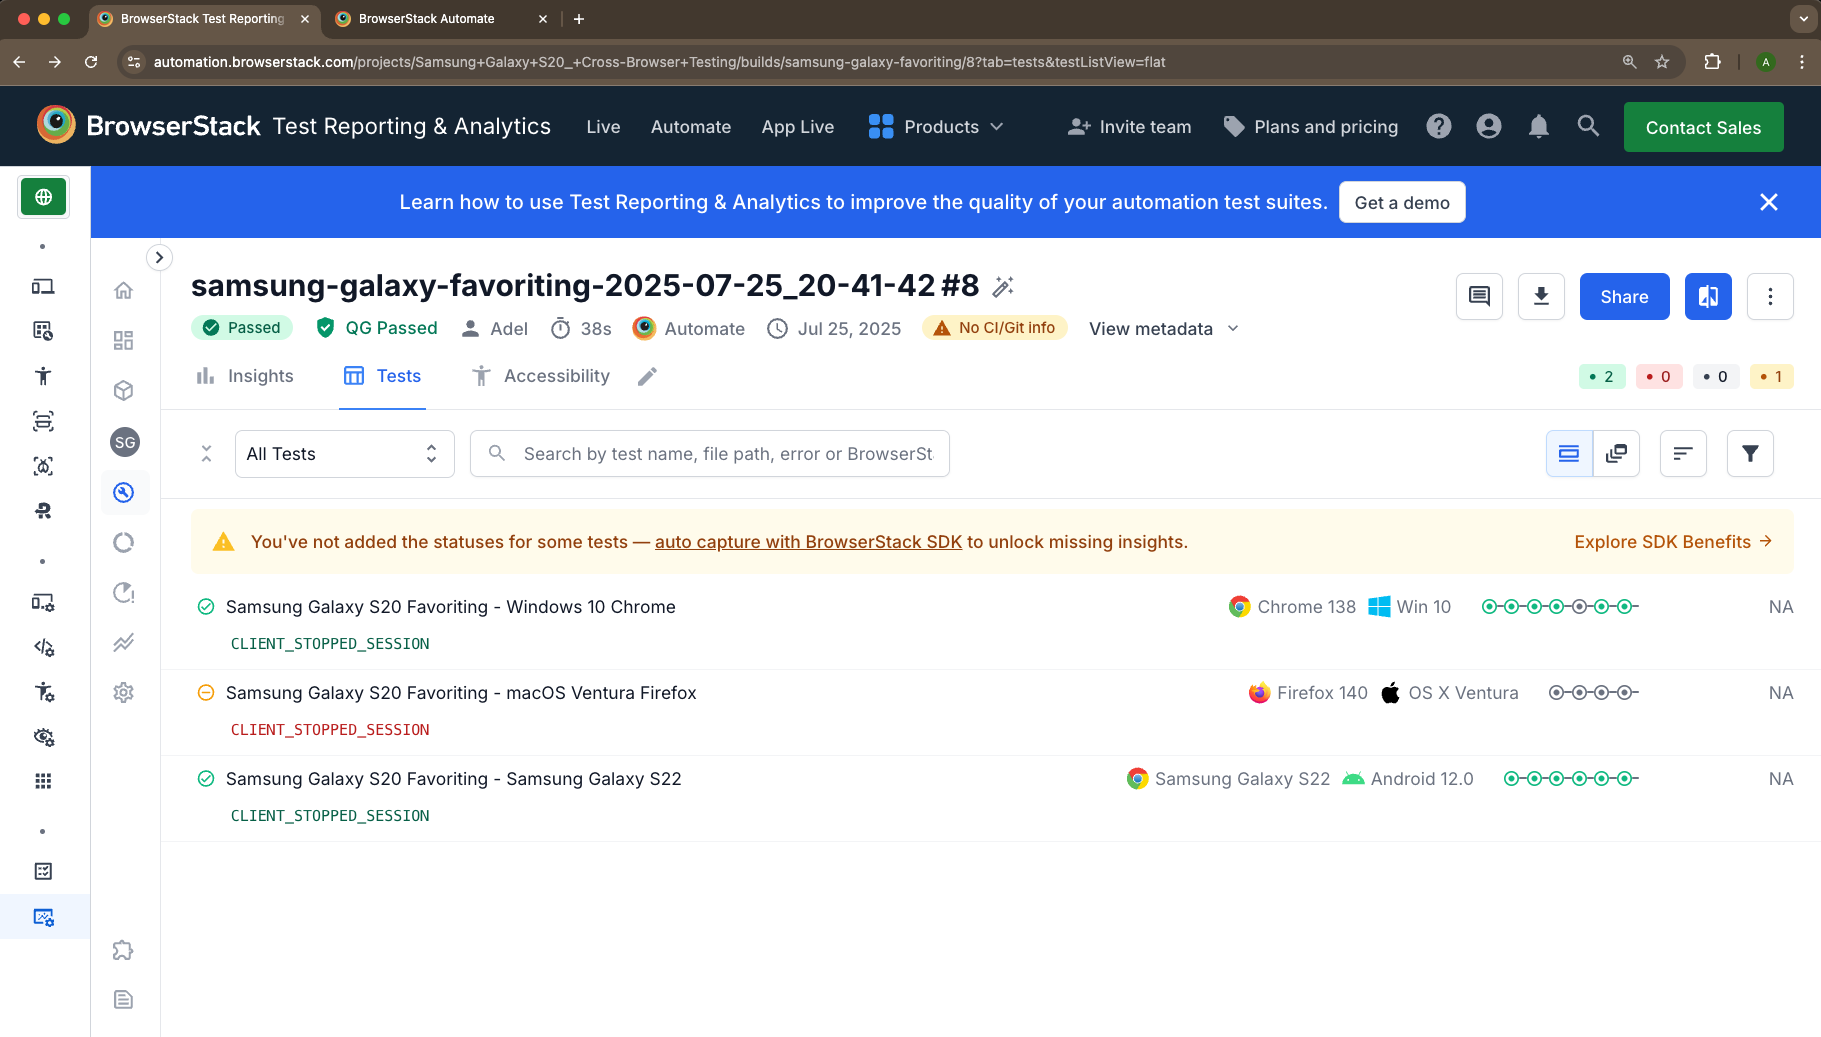 BrowserStack Test Reporting
BrowserStack Automate
automation.browserstack.com/projects/Samsung+Galaxy+S20_+Cross-Browser+Testing/builds/samsung-galaxy-favoriting/8?tab=tests&testListView=flat
A
BrowserStack Test Reporting & Analytics
Live
Automate
App Live
Products
Invite team
Plans and pricing
Contact Sales
Learn how to use Test Reporting & Analytics to improve the quality of your automation test suites.
Get a demo
samsung-galaxy-favoriting-2025-07-25_20-41-42 #8
Share
Passed
QG Passed
Adel
38s
Automate
Jul 25, 2025
No CI/Git info
View metadata
Insights
Tests
Accessibility
2
0
0
1
SG
All Tests
Search by test name, file path, error or BrowserSt
You've not added the statuses for some tests — auto capture with BrowserStack SDK to unlock missing insights.
Explore SDK Benefits →
Samsung Galaxy S20 Favoriting - Windows 10 Chrome
Chrome 138
Win 10
NA
CLIENT_STOPPED_SESSION
Samsung Galaxy S20 Favoriting - macOS Ventura Firefox
Firefox 140
OS X Ventura
NA
CLIENT_STOPPED_SESSION
Samsung Galaxy S20 Favoriting - Samsung Galaxy S22
Samsung Galaxy S22
Android 12.0
NA
CLIENT_STOPPED_SESSION